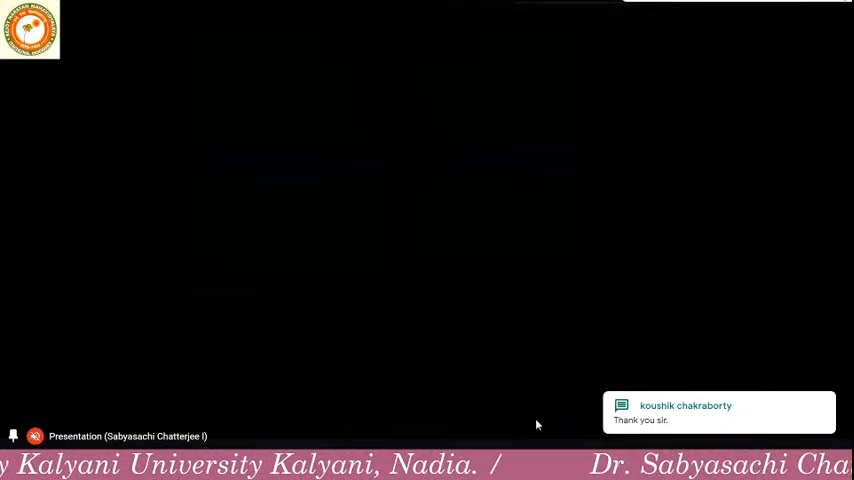 koushik chakraborty
Thank you sir.
Presentation (Sabyasachi Chatterjee I)
y Kalyani University Kalyani, Nadia. / Dr. Sabyasachi Cha